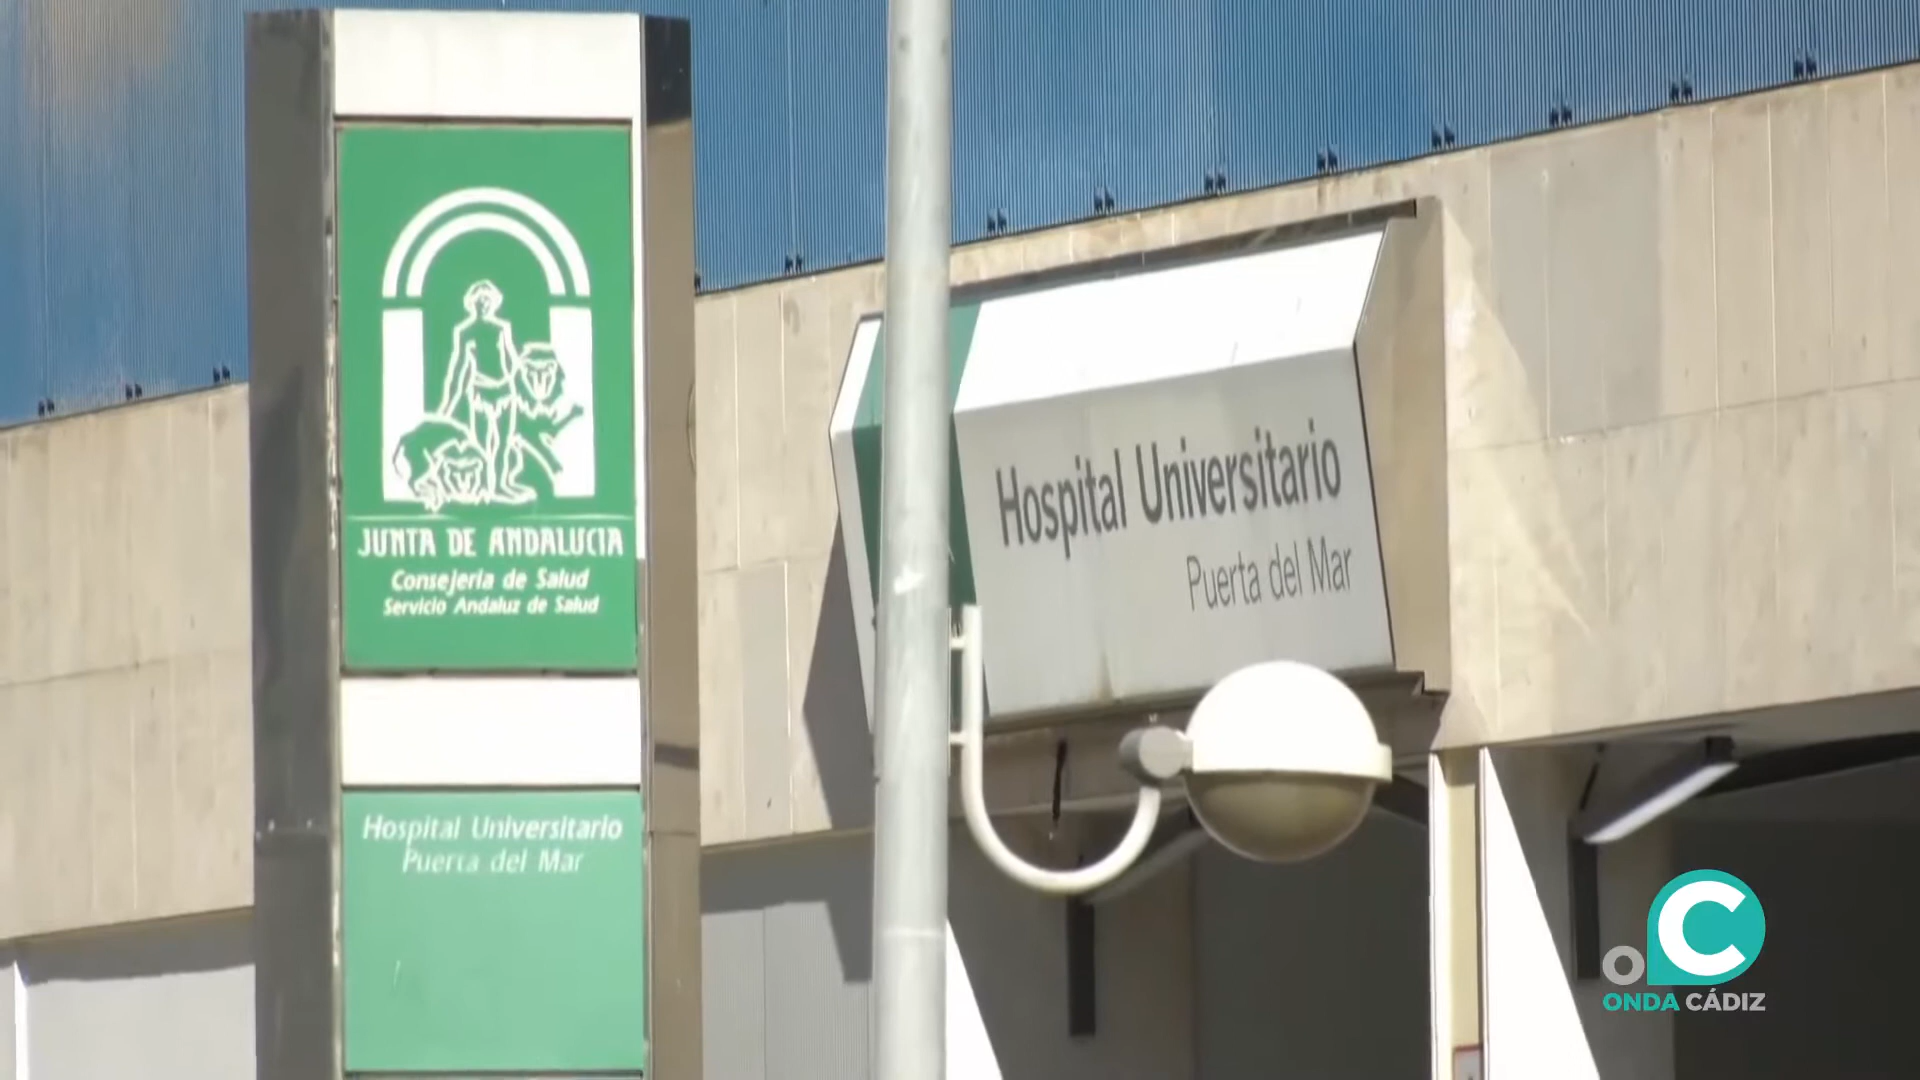 JUNTA DE ANDALUCIA
Consejería de Salud
Servicio Andaluz de Salud
Hospital Universitario
Puerta del Mar
Hospital Universitario
Puerta del Mar
OC
ONDA CÁDIZ